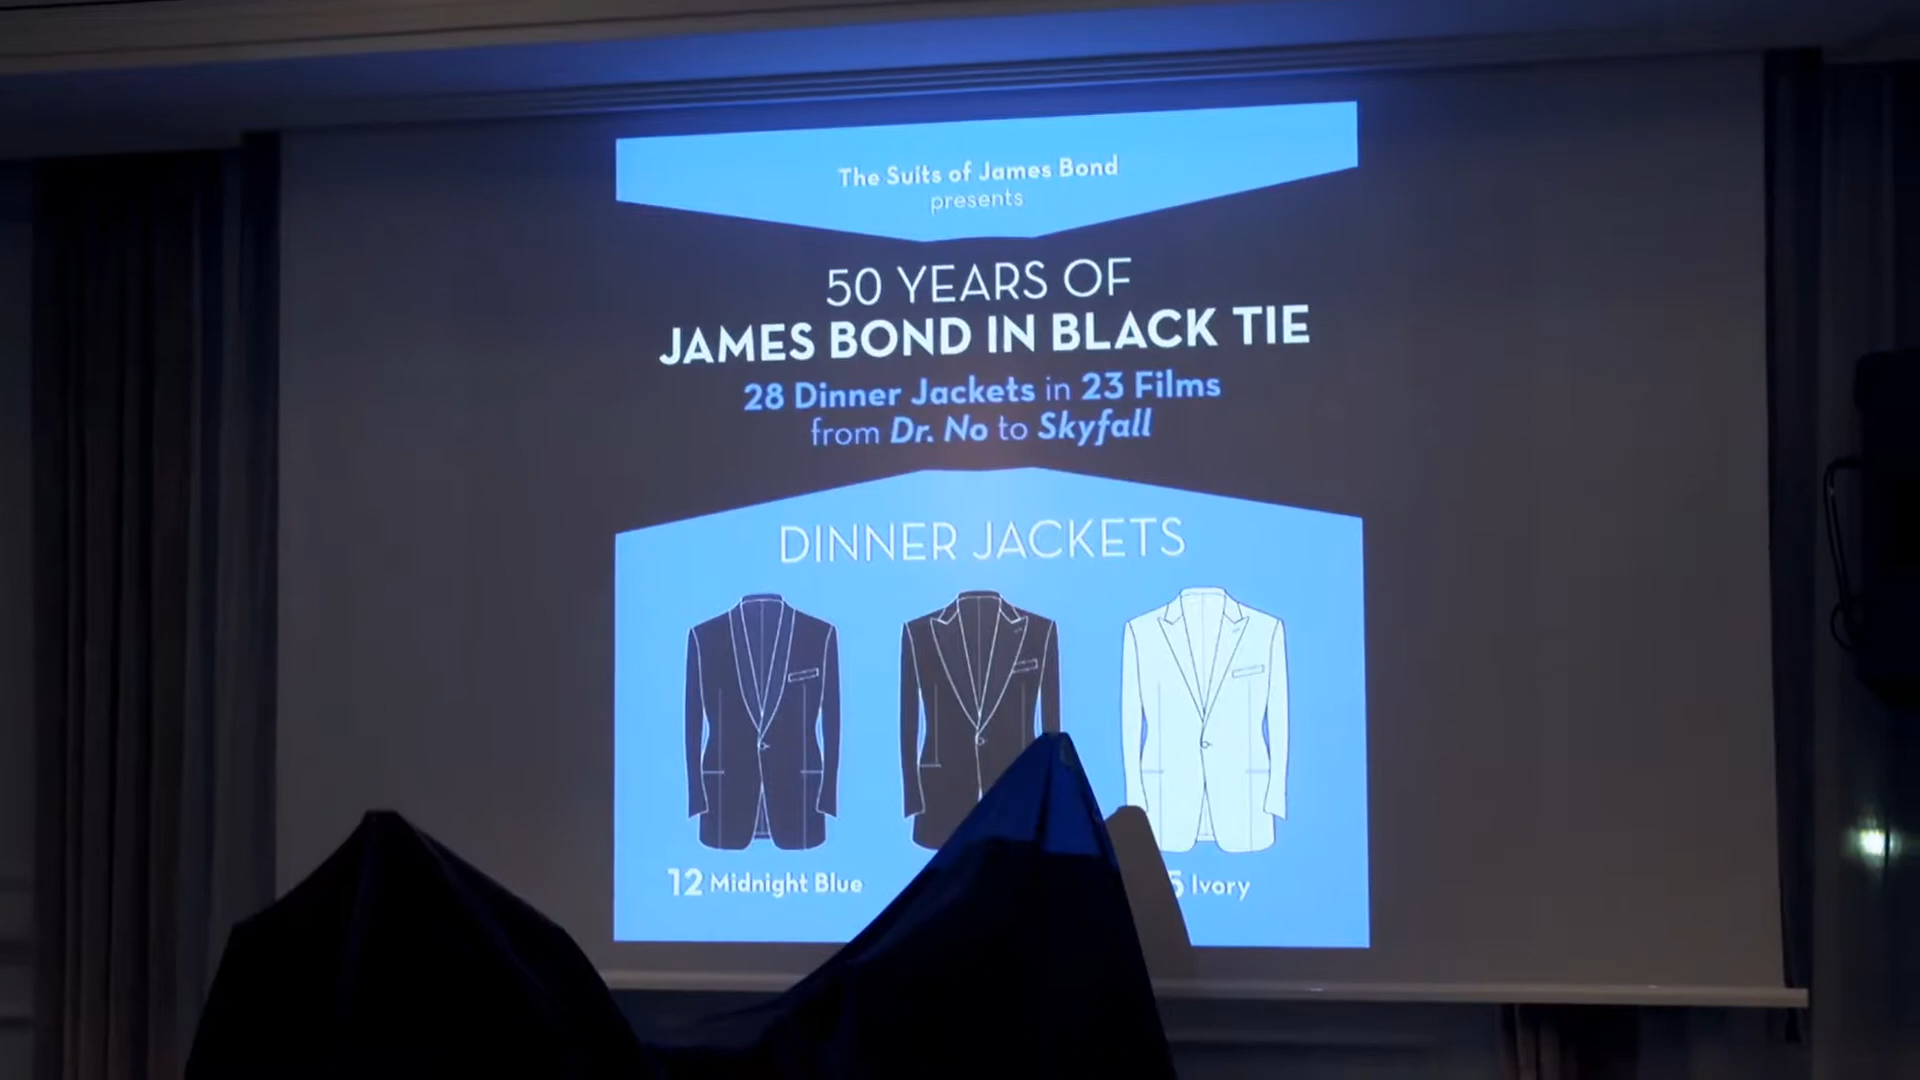 The Suits of James Bond
presents
50 YEARS OF
JAMES BOND IN BLACK TIE
28 Dinner Jackets in 23 Films
from Dr. No to Skyfall
DINNER JACKETS
12 Midnight Blue
Ivory